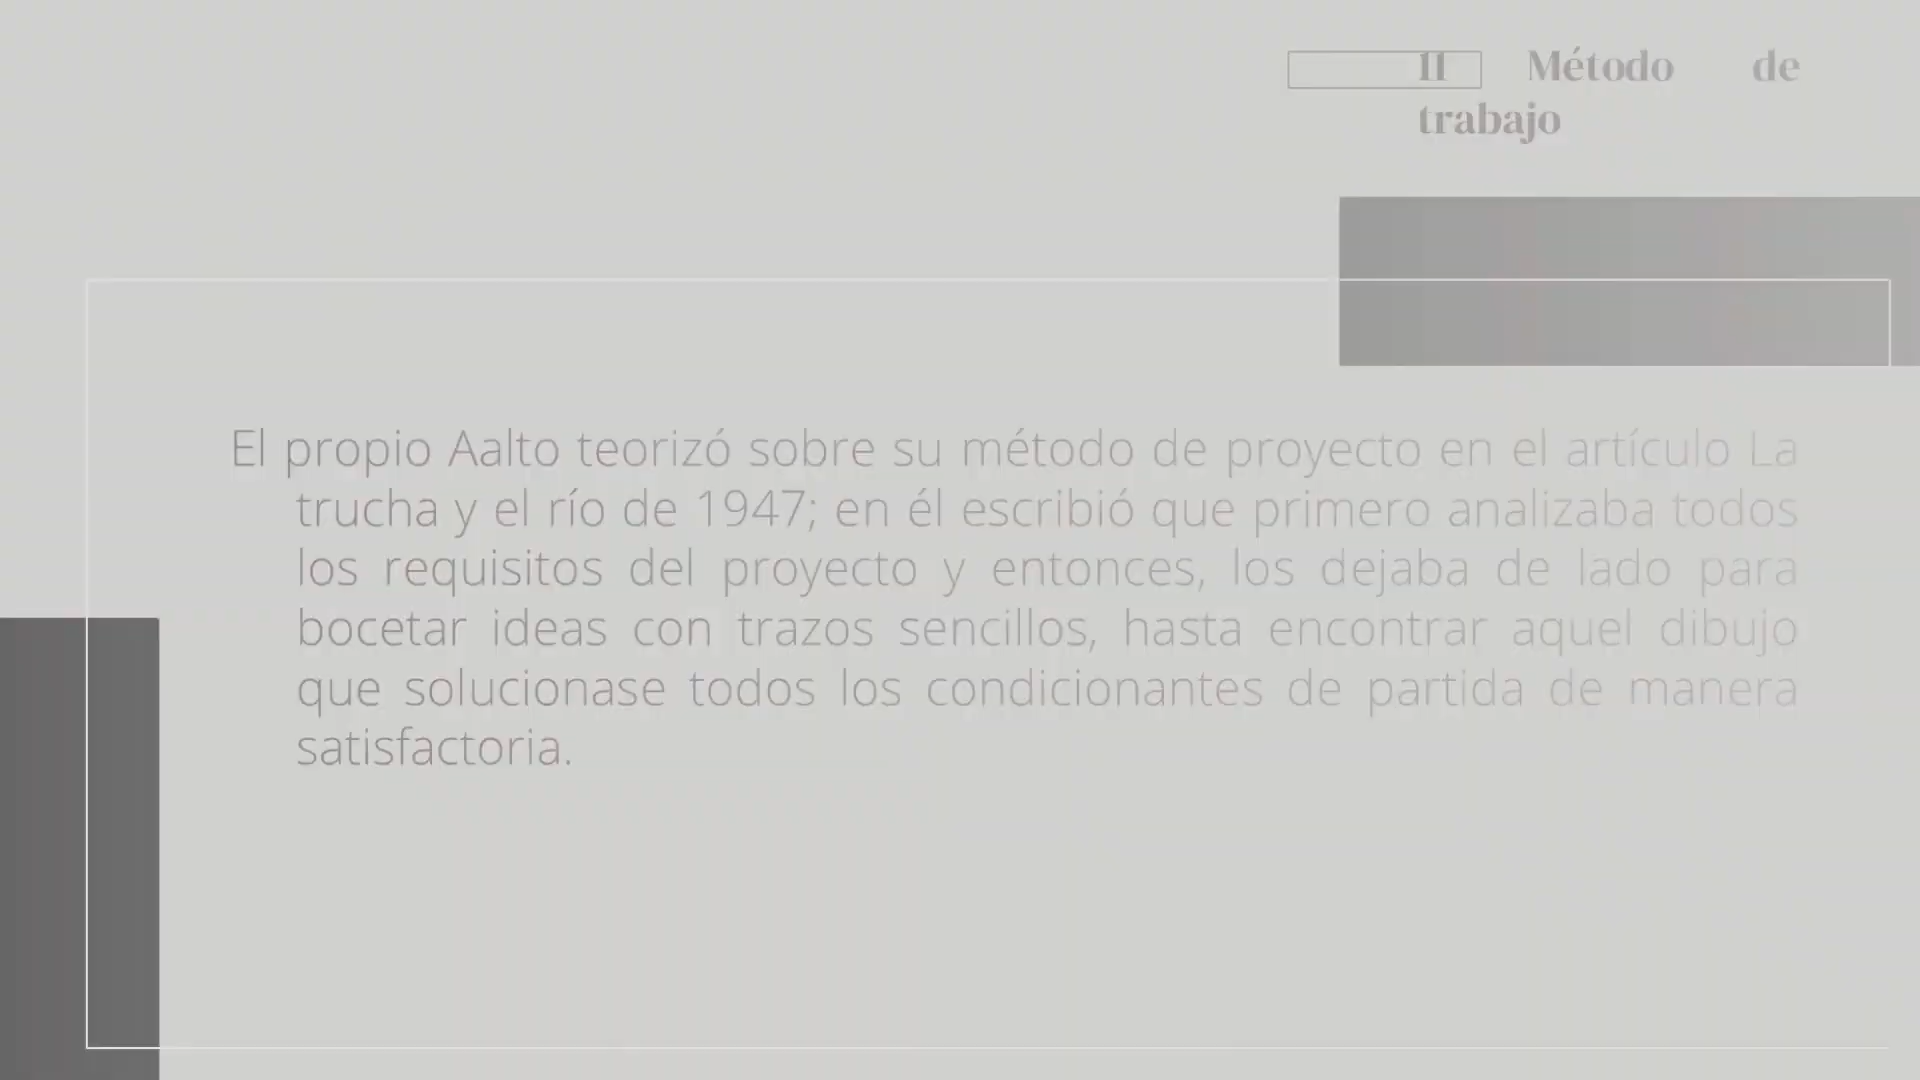 11 Método de
trabajo
El propio Aalto teorizó sobre su método de proyecto en el artículo La
trucha y el río de 1947; en él escribió que primero analizaba todos
los requisitos del proyecto y entonces, los dejaba de lado para
bocetar ideas con trazos sencillos, hasta encontrar aquel dibujo
que solucionase todos los condicionantes de partida de manera
satisfactoria.